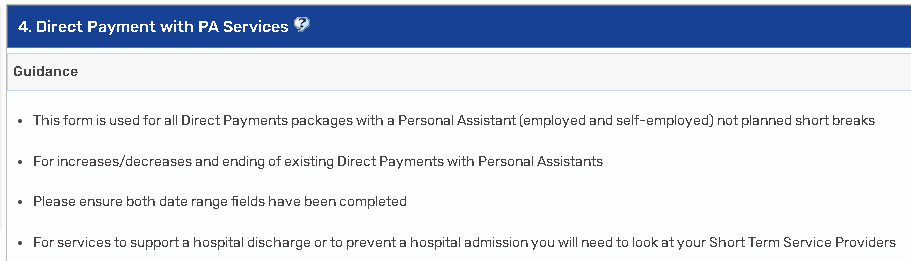 4. Direct Payment with PA Services ?
Guidance
• This form is used for all Direct Payments packages with a Personal Assistant (employed and self-employed) not planned short breaks
• For increases/decreases and ending of existing Direct Payments with Personal Assistants
• Please ensure both date range fields have been completed
• For services to support a hospital discharge or to prevent a hospital admission you will need to look at your Short Term Service Providers